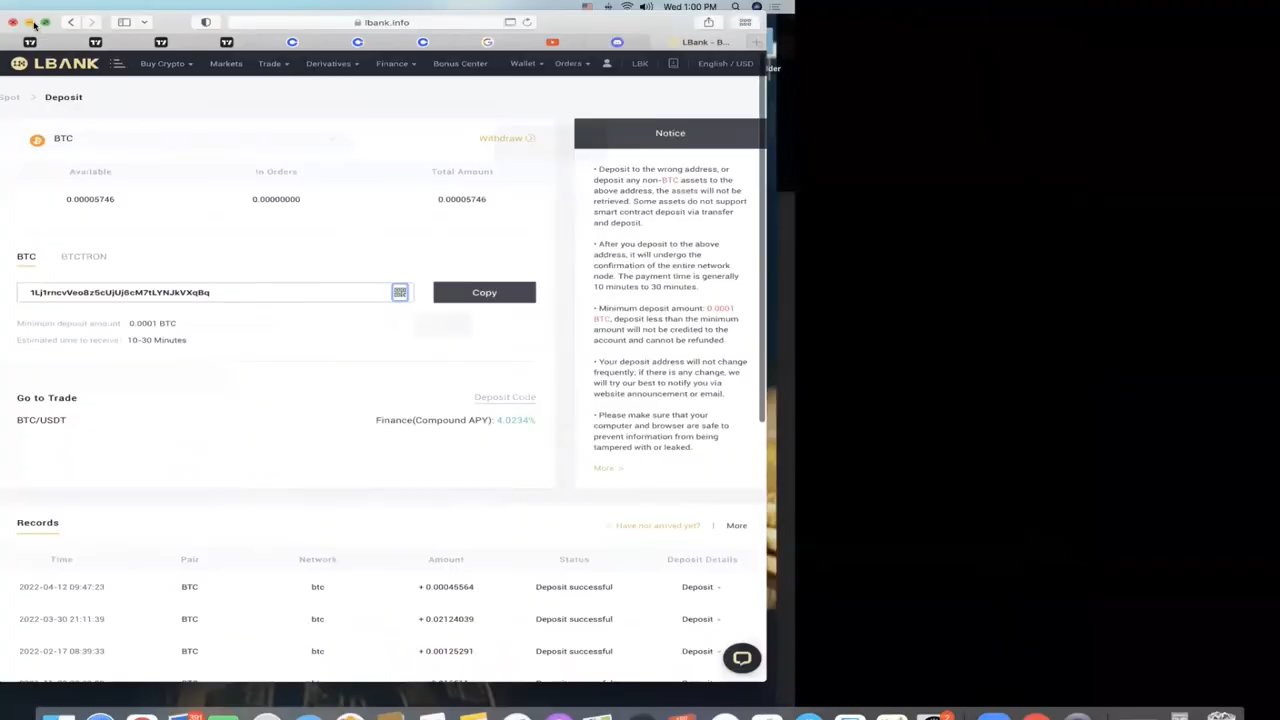 Wed 1:00 PM
lbank.info
LBank - B...
LBANK
Buy Crypto
Markets
Trade
Derivatives
Finance
Bonus Center
Wallet
Orders
LBK
English / USD
der
Spot > Deposit
BTC
Withdraw
Available
In Orders
Total Amount
0.00005746
0.00000000
0.00005746
BTC
BTCTRON
1Lj1rncvVeo8z5cUjUj6cM7tLYNJkVXqBq
Copy
Minimum deposit amount 0.0001 BTC
Estimated time to receive: 10-30 Minutes
Go to Trade
Deposit Code
BTC/USDT
Finance(Compound APY): 4.0234%
Notice
• Deposit to the wrong address, or
deposit any non-BTC assets to the
above address, the assets will not be
retrieved. Some assets do not support
smart contract deposit via transfer
and deposit.
• After you deposit to the above
address, it will undergo the
confirmation of the entire network
node. The payment time is generally
10 minutes to 30 minutes.
• Minimum deposit amount: 0.0001
BTC, deposit less than the minimum
amount will not be credited to the
account and cannot be refunded.
• Your deposit address will not change
frequently; if there is any change, we
will try our best to notify you via
website announcement or email.
• Please make sure that your
computer and browser are safe to
prevent information from being
tampered with or leaked.
More
Records
Have not arrived yet? | More
Time
Pair
Network
Amount
Status
Deposit Details
2022-04-12 09:47:23
BTC
btc
+ 0.00045564
Deposit successful
Deposit
2022-03-30 21:11:39
BTC
btc
+ 0.02124039
Deposit successful
Deposit
2022-02-17 08:39:33
BTC
btc
+ 0.00125291
Deposit successful
Deposit